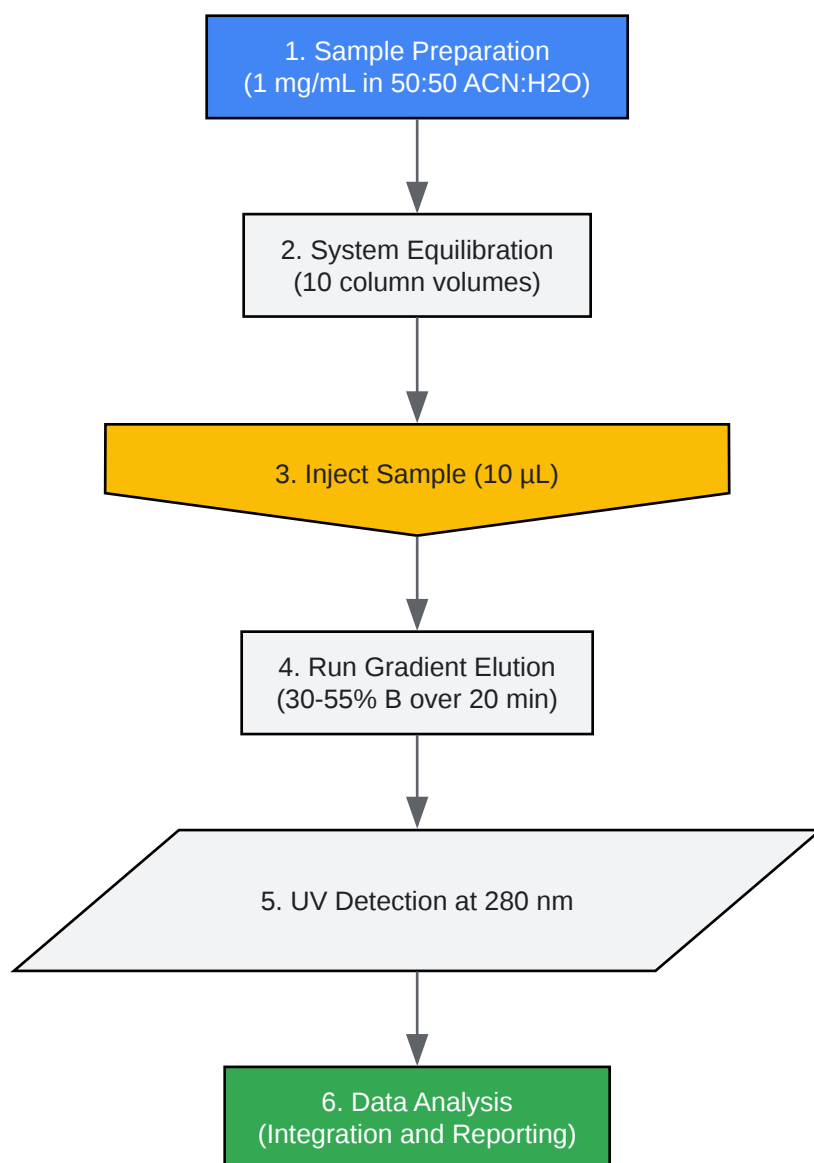 1. Sample Preparation
(1 mg/mL in 50:50 ACN:H2O)
2. System Equilibration
(10 column volumes)
3. Inject Sample (10 µL)
4. Run Gradient Elution
(30-55% B over 20 min)
5. UV Detection at 280 nm
6. Data Analysis
(Integration and Reporting)